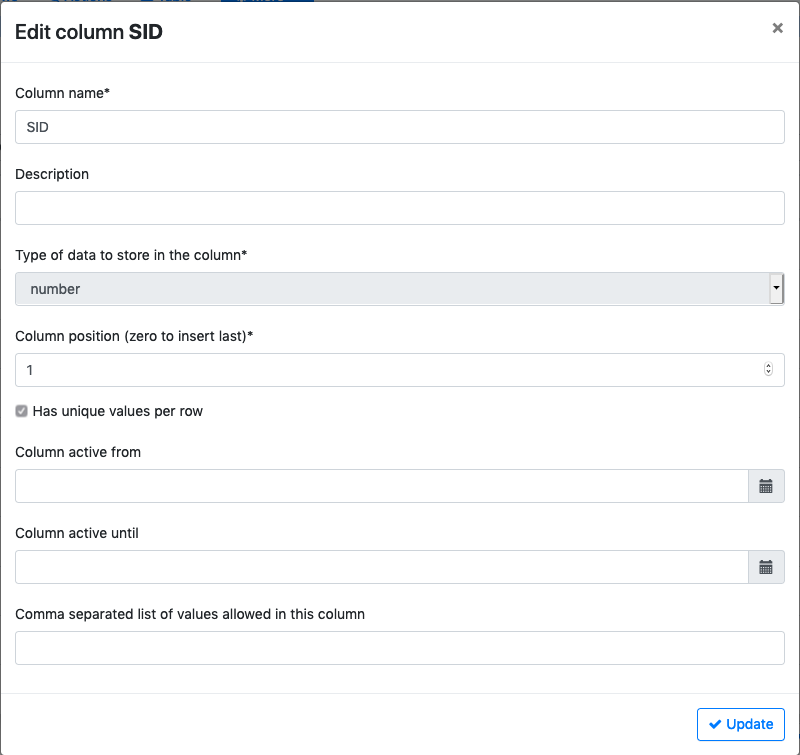 Edit column SID
×
Column name*
SID
Description
Type of data to store in the column*
number
Column position (zero to insert last)*
1
Has unique values per row
Column active from
Column active until
Comma separated list of values allowed in this column
Update